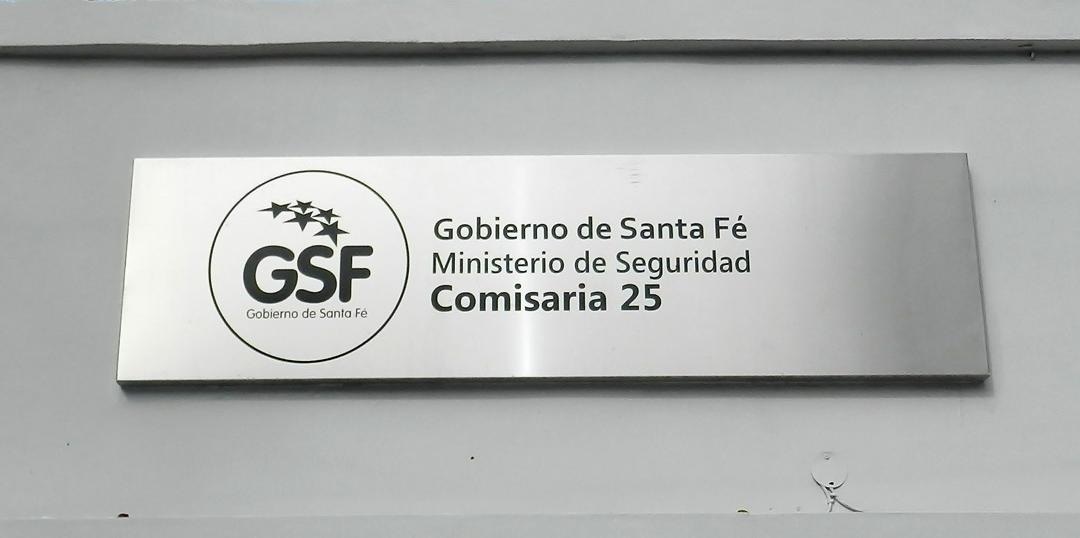 GSF
Gobierno de Santa Fé
Gobierno de Santa Fé
Ministerio de Seguridad
Comisaria 25